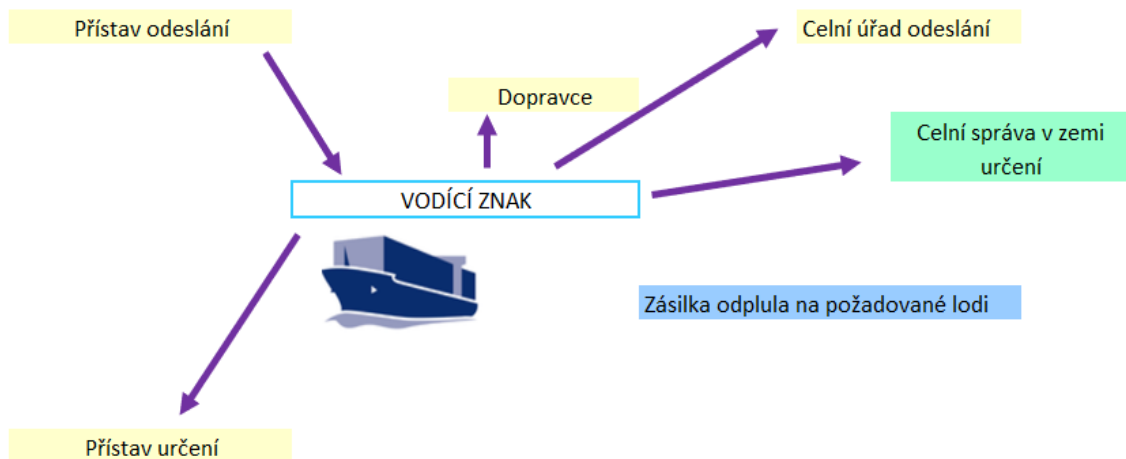 Přístav odeslání
Celní úřad odeslání
Dopravce
Celní správa v zemi
určení
VODÍCÍ ZNAK
Zásilka odplula na požadované lodi
Přístav určení